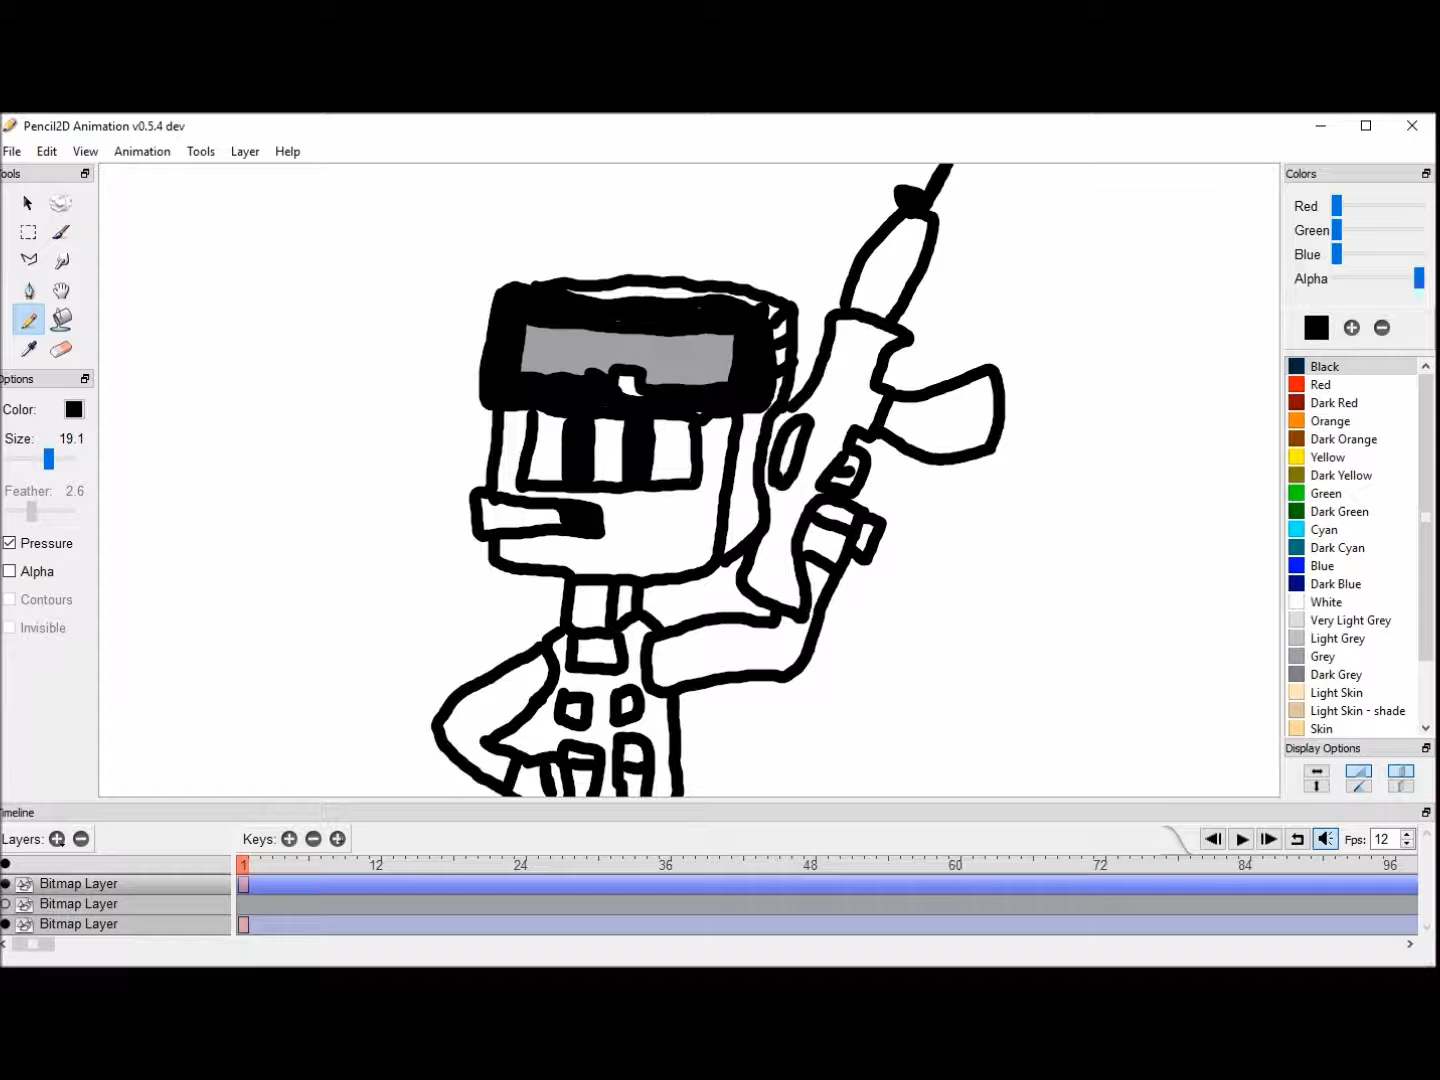 Pencil2D Animation v0.5.4 dev
File Edit View Animation Tools Layer Help
ools
Colors
Red
Green
Blue
Alpha
Options
Color:
Size: 19.1
Feather: 2.6
Pressure
Alpha
Contours
Invisible
Black
Red
Dark Red
Orange
Dark Orange
Yellow
Dark Yellow
Green
Dark Green
Cyan
Dark Cyan
Blue
Dark Blue
White
Very Light Grey
Light Grey
Grey
Dark Grey
Light Skin
Light Skin - shade
Skin
Display Options
imeline
Layers: Keys: Fps: 12
1 12 24 36 48 60 72 84 96
Bitmap Layer
Bitmap Layer
Bitmap Layer